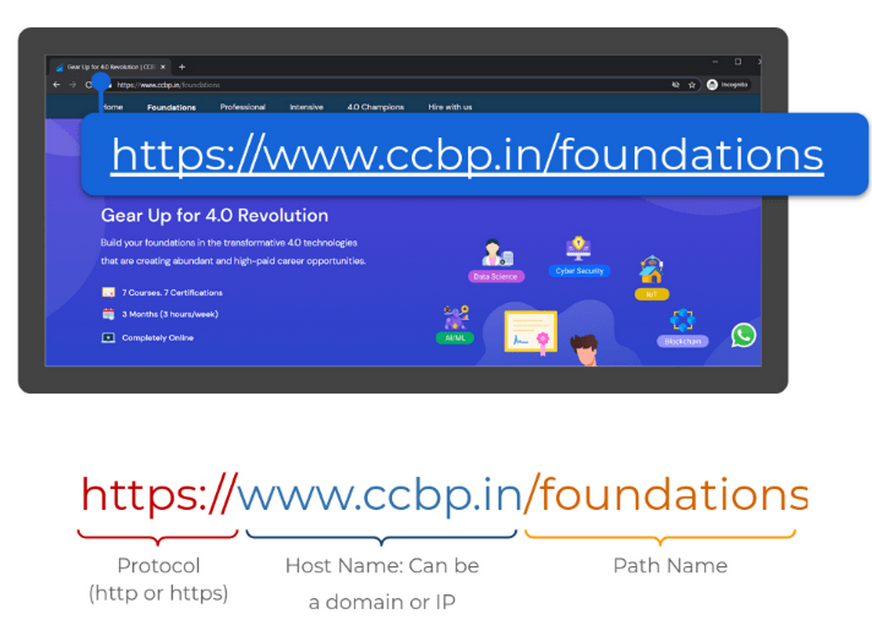 Gear Up for 4.0 Revolution | CCB
https://www.ccbp.in/foundations
Incognito
Home Foundations Professional Intensive 4.0 Champions Hire with us
https://www.ccbp.in/foundations
Gear Up for 4.0 Revolution
Build your foundations in the transformative 4.0 technologies
that are creating abundant and high-paid career opportunities.
7 Courses. 7 Certifications
3 Months (3 hours/week)
Completely Online
Data Science
Cyber Security
IoT
AI/ML
Blockchain
https://www.ccbp.in/foundations
Protocol
(http or https)
Host Name: Can be
a domain or IP
Path Name